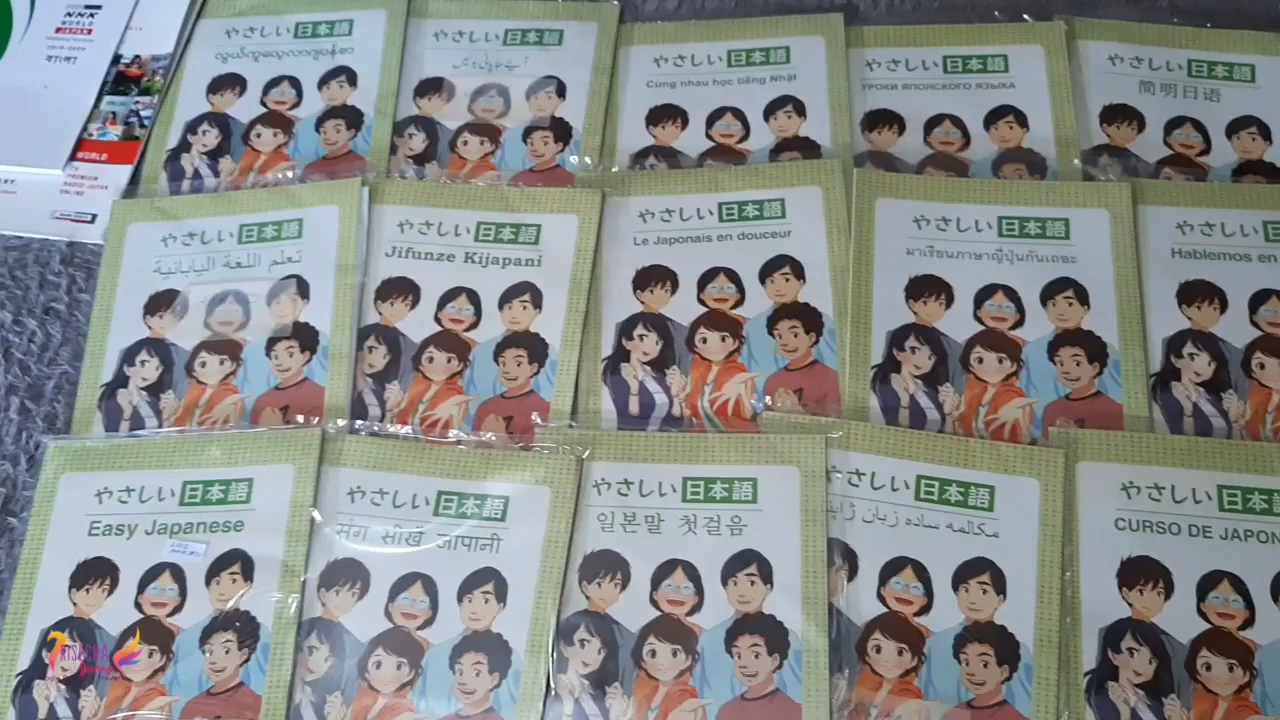 NHK
WORLD
JAPAN
2019-2020
বাংলা
WORLD
TV
PREMIUM
RADIO JAPAN
ONLINE
やさしい 日本語
やさしい 日本語
やさしい 日本語
Cùng nhau học tiếng Nhật
やさしい 日本語
УРОКИ ЯПОНСКОГО ЯЗЫКА
やさしい 日本語
简明日语
やさしい 日本語
تعلم اللغة اليابانية
やさしい 日本語
Jifunze Kijapani
やさしい 日本語
Le Japonais en douceur
やさしい 日本語
มาเรียนภาษาญี่ปุ่นกันเถอะ
やさしい
Hablemos en
やさしい 日本語
Easy Japanese
やさしい 日本語
संग सीखें जापानी
やさしい 日本語
일본말 첫걸음
やさしい 日本語
مکالمه ساده زبان ژاپنی
やさしい 日本語
CURSO DE JAPON